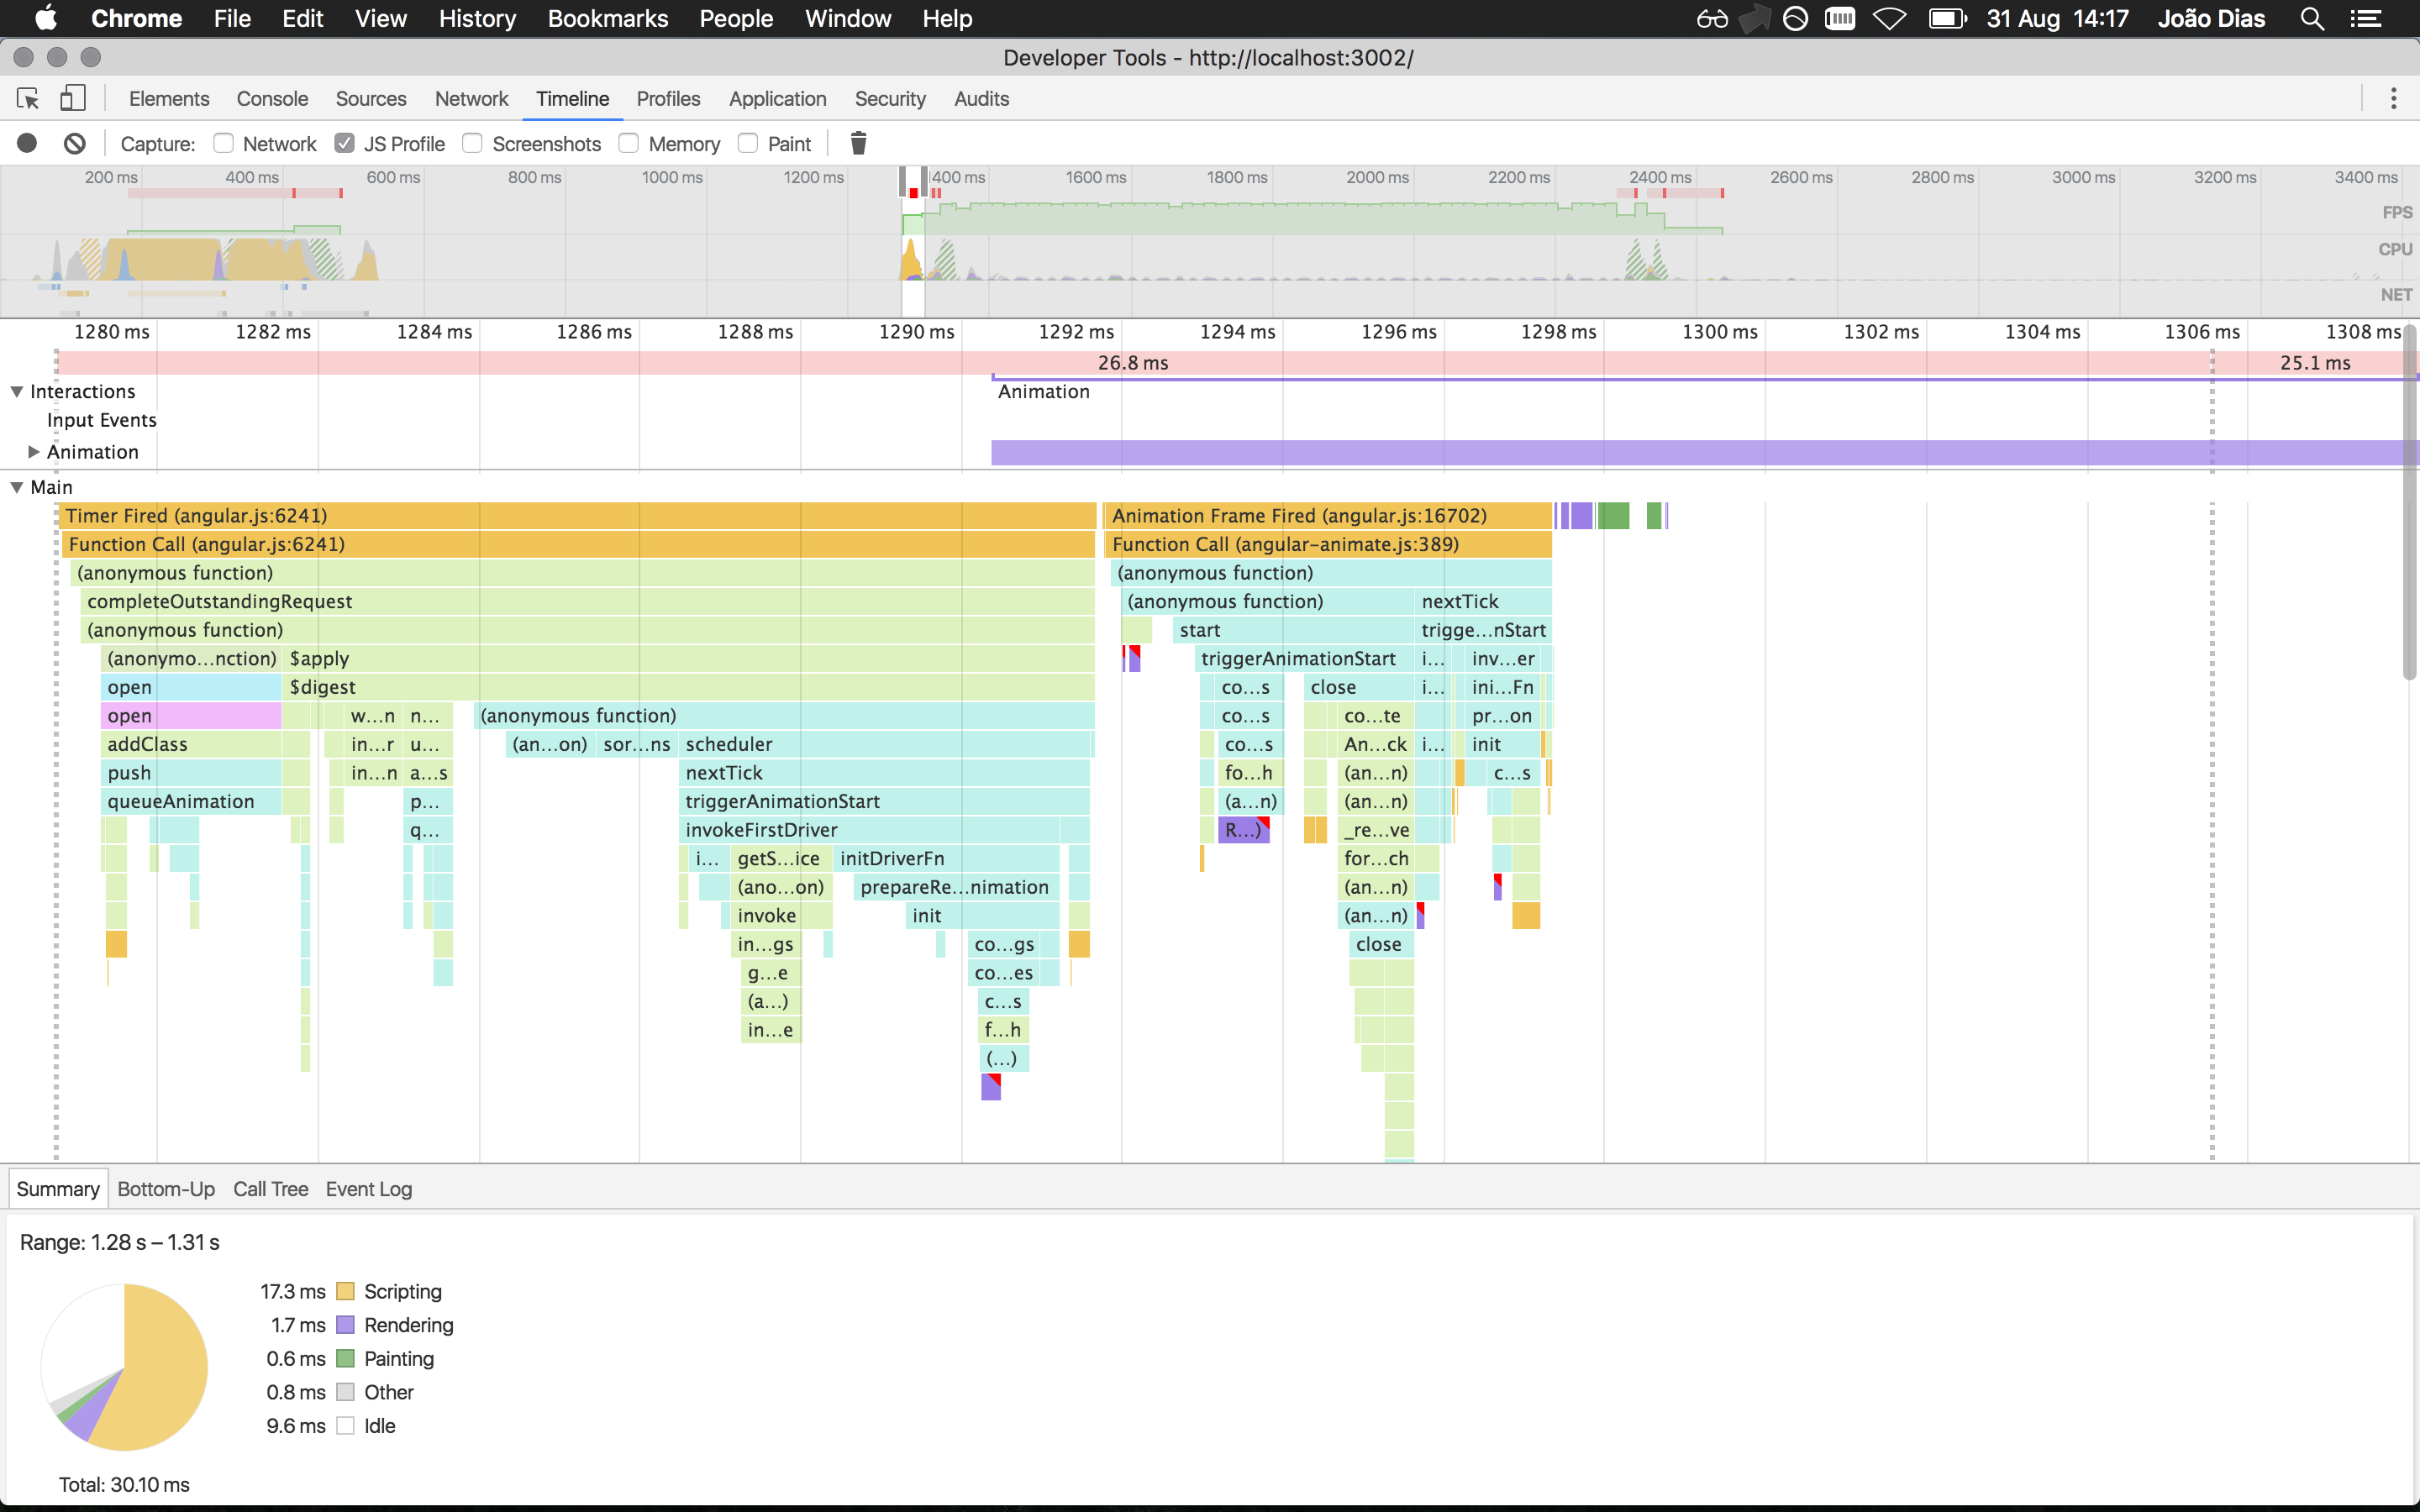 Chrome File Edit View History Bookmarks People Window Help 31 Aug 14:17 João Dias
Developer Tools - http://localhost:3002/
Elements Console Sources Network Timeline Profiles Application Security Audits
Capture: Network JS Profile Screenshots Memory Paint
200 ms 400 ms 600 ms 800 ms 1000 ms 1200 ms 400 ms 1600 ms 1800 ms 2000 ms 2200 ms 2400 ms 2600 ms 2800 ms 3000 ms 3200 ms 3400 ms
FPS
CPU
NET
1280 ms 1282 ms 1284 ms 1286 ms 1288 ms 1290 ms 1292 ms 1294 ms 1296 ms 1298 ms 1300 ms 1302 ms 1304 ms 1306 ms 1308 ms
26.8 ms 25.1 ms
Interactions Animation
Input Events
Animation
Main
Timer Fired (angular.js:6241) Animation Frame Fired (angular.js:16702)
Function Call (angular.js:6241) Function Call (angular-animate.js:389)
(anonymous function) (anonymous function)
completeOutstandingRequest (anonymous function) nextTick
(anonymous function) start trigge...nStart
(anonymo...nction) $apply triggerAnimationStart i... inv...er
open $digest co...s close i... ini...Fn
open w...n n... (anonymous function) co...s co...te pr...on
addClass in...r u... (an...on) sor...ns scheduler co...s An...ck i... init
push in...n a...s nextTick fo...h (an...n) c...s
queueAnimation p... triggerAnimationStart (a...n) (an...n)
q... invokeFirstDriver R...) _re...ve
i... getS...ice initDriverFn for...ch
(ano...on) prepareRe...nimation (an...n)
invoke init (an...n)
in...gs co...gs close
g...e co...es
(a...) c...s
in...e f...h
(...)
Summary Bottom-Up Call Tree Event Log
Range: 1.28 s – 1.31 s
17.3 ms Scripting
1.7 ms Rendering
0.6 ms Painting
0.8 ms Other
9.6 ms Idle
Total: 30.10 ms